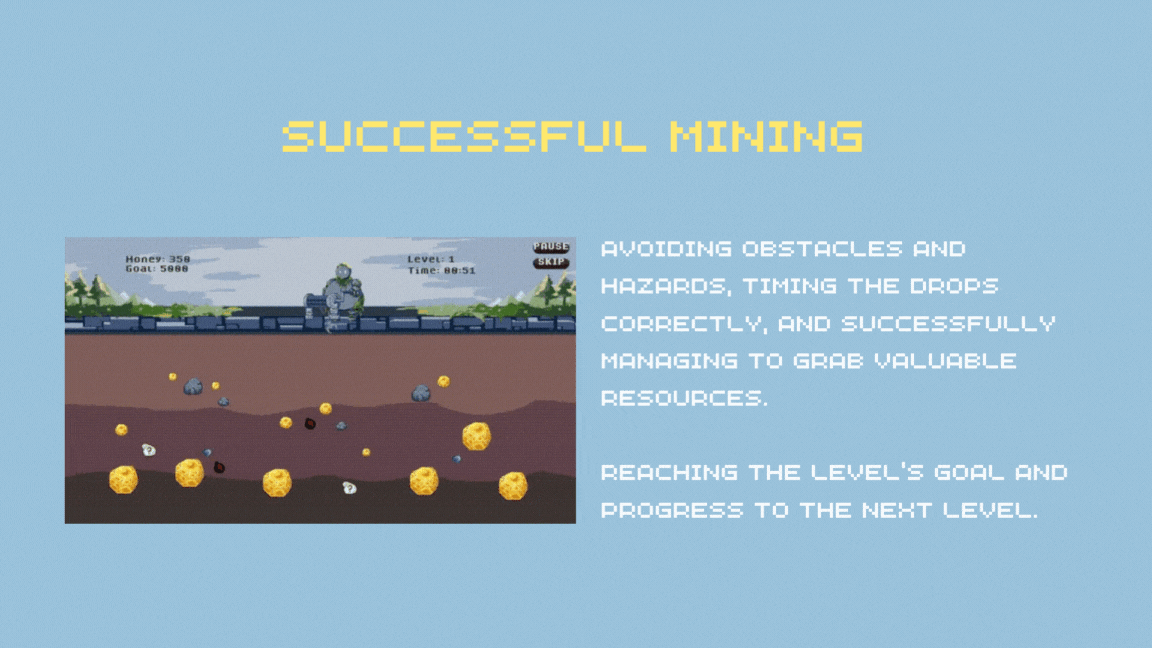 SUCCESSFUL MINING
Money: 350
Goal: 5000
Level: 1
Time: 00:51
PAUSE
SKIP
?
?
AVOIDING OBSTACLES AND
HAZARDS, TIMING THE DROPS
CORRECTLY, AND SUCCESSFULLY
MANAGING TO GRAB VALUABLE
RESOURCES.
REACHING THE LEVEL'S GOAL AND
PROGRESS TO THE NEXT LEVEL.